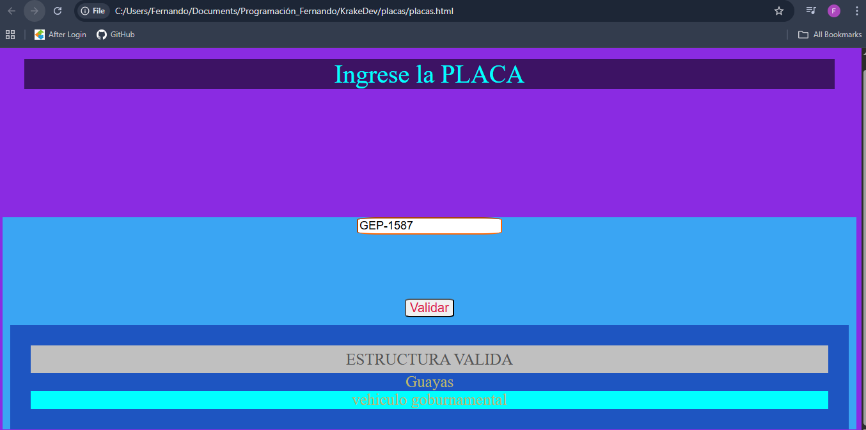 File
C:/Users/Fernando/Documents/Programación_Fernando/KrakeDev/placas/placas.html
F
After Login
GitHub
All Bookmarks
Ingrese la PLACA
GEP-1587
Validar
ESTRUCTURA VALIDA
Guayas
vehiculo goburnamental